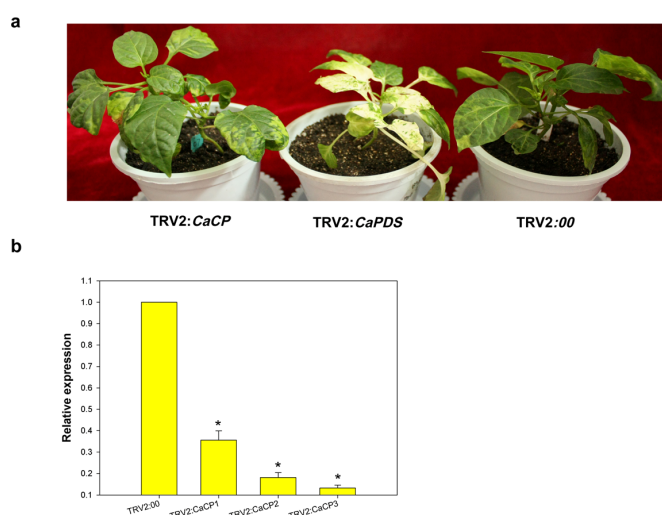 a
TRV2:CaCP TRV2:CaPDS TRV2:00
b
Relative expression
1.1
1.0
0.9
0.8
0.7
0.6
0.5
0.4
0.3
0.2
0.1
* * *
TRV2:00 TRV2:CaCP1 TRV2:CaCP2 TRV2:CaCP3